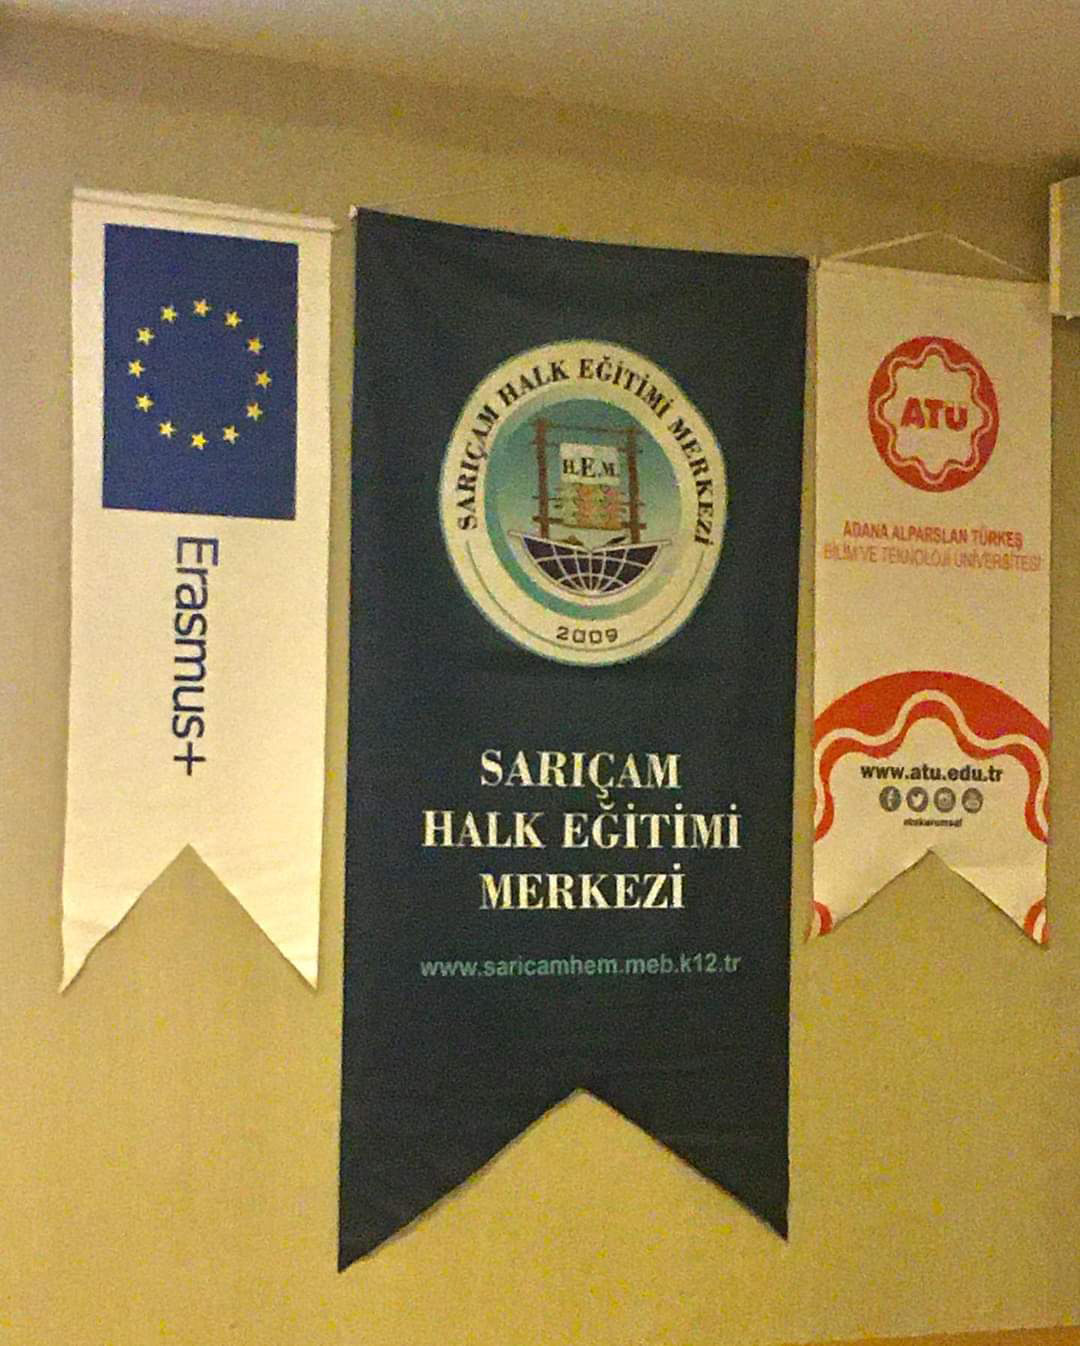 Erasmus+
SARIÇAM HALK EĞİTİMİ MERKEZİ
H.E.M.
2009
SARIÇAM
HALK EĞİTİMİ
MERKEZİ
www.saricamhem.meb.k12.tr
ATÜ
ADANA ALPARSLAN TÜRKEŞ
BİLİM VE TEKNOLOJİ ÜNİVERSİTESİ
www.atu.edu.tr